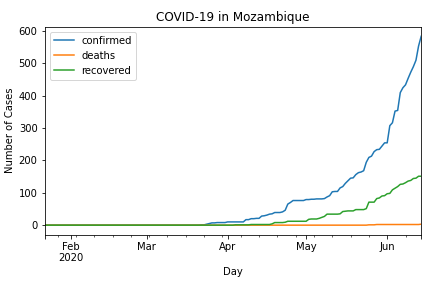 COVID-19 in Mozambique
confirmed
deaths
recovered
Number of Cases
600
500
400
300
200
100
0
Feb
2020
Mar
Apr
May
Jun
Day